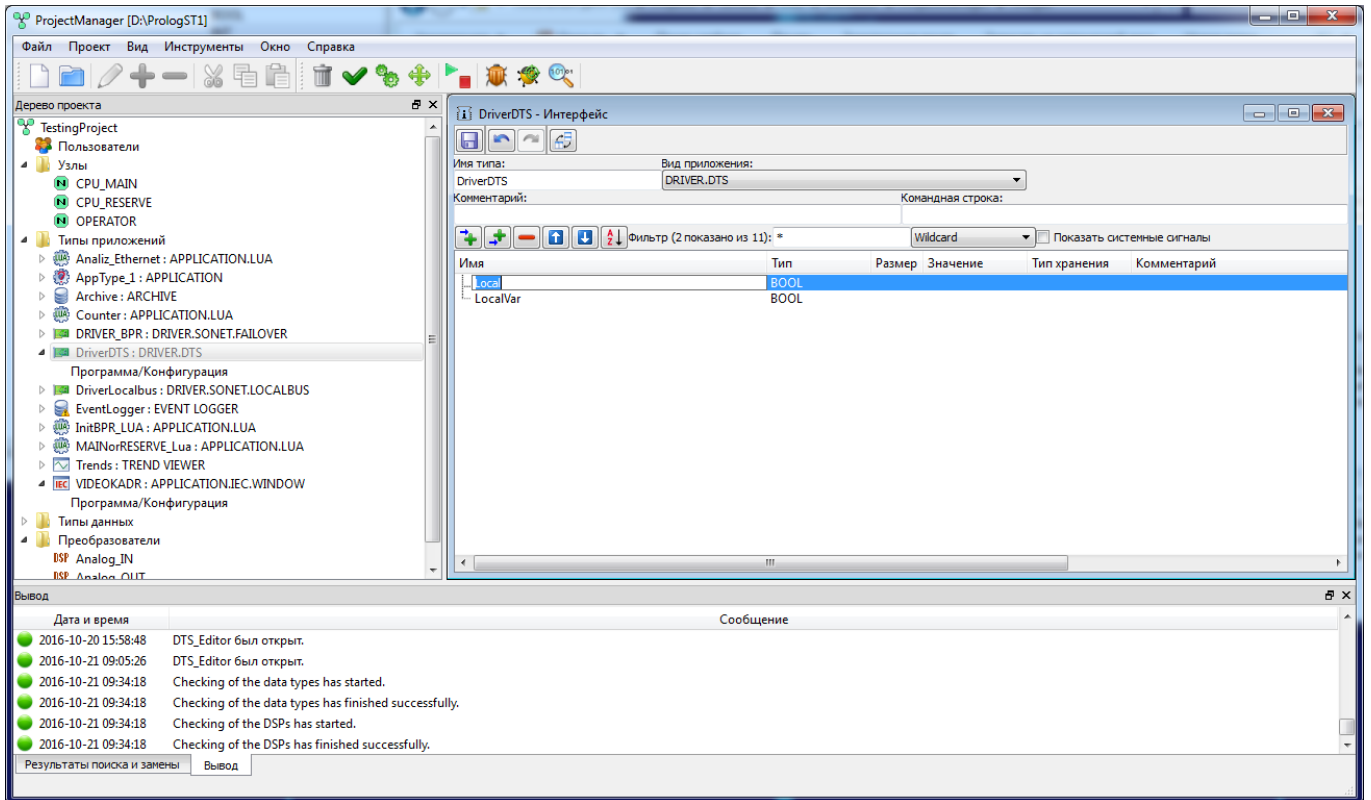 ProjectManager [D:\PrologST1]
Файл Проект Вид Инструменты Окно Справка
Дерево проекта
TestingProject
Пользователи
Узлы
CPU_MAIN
CPU_RESERVE
OPERATOR
Типы приложений
Analiz_Ethernet : APPLICATION.LUA
AppType_1 : APPLICATION
Archive : ARCHIVE
Counter : APPLICATION.LUA
DRIVER_BPR : DRIVER.SONET.FAILOVER
DriverDTS : DRIVER.DTS
Программа/Конфигурация
DriverLocalbus : DRIVER.SONET.LOCALBUS
EventLogger : EVENT LOGGER
InitBPR_LUA : APPLICATION.LUA
MAINorRESERVE_Lua : APPLICATION.LUA
Trends : TREND VIEWER
IEC VIDEOKADR : APPLICATION.IEC.WINDOW
Программа/Конфигурация
Типы данных
Преобразователи
DSP Analog_IN
DSP Analog_OUT
DriverDTS - Интерфейс
Имя типа: Вид приложения:
DriverDTS DRIVER.DTS
Комментарий: Командная строка:
Фильтр (2 показано из 11): * Wildcard Показать системные сигналы
Имя Тип Размер Значение Тип хранения Комментарий
Local BOOL
LocalVar BOOL
Вывод
Дата и время Сообщение
2016-10-20 15:58:48 DTS_Editor был открыт.
2016-10-21 09:05:26 DTS_Editor был открыт.
2016-10-21 09:34:18 Checking of the data types has started.
2016-10-21 09:34:18 Checking of the data types has finished successfully.
2016-10-21 09:34:18 Checking of the DSPs has started.
2016-10-21 09:34:18 Checking of the DSPs has finished successfully.
Результаты поиска и замены Вывод